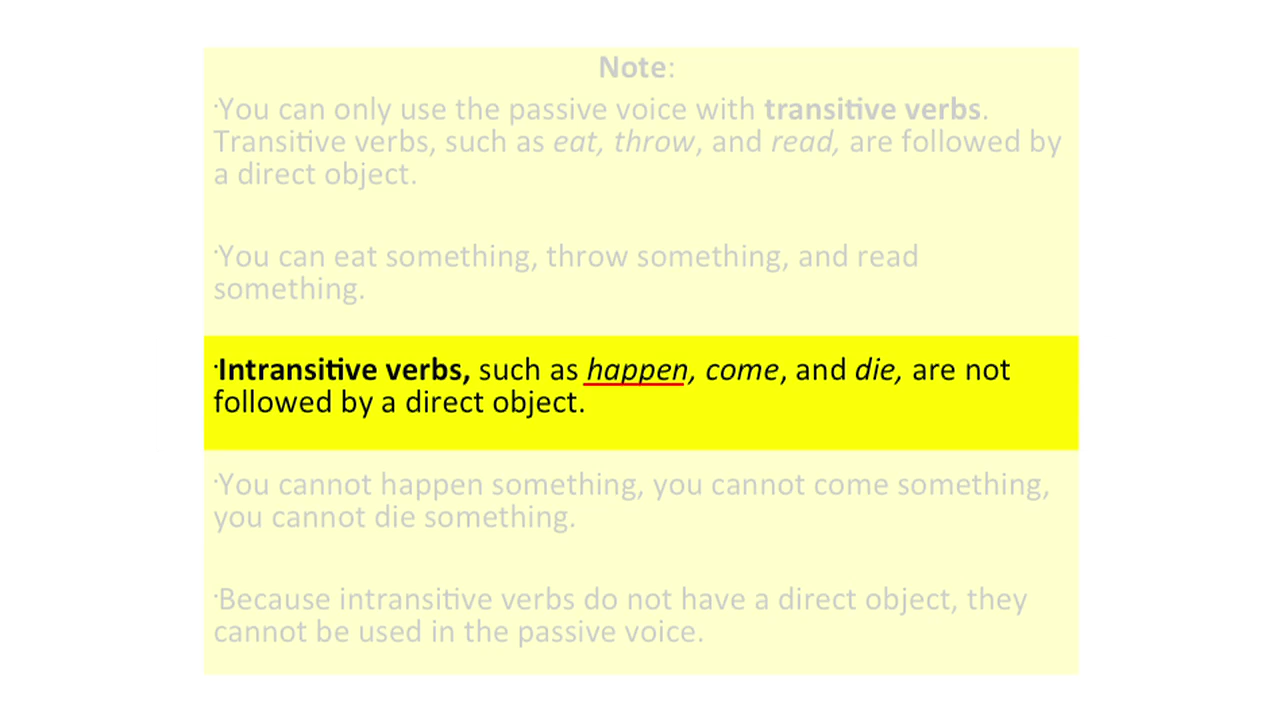 Note:
·You can only use the passive voice with transitive verbs.
Transitive verbs, such as eat, throw, and read, are followed by
a direct object.
·You can eat something, throw something, and read
something.
·Intransitive verbs, such as happen, come, and die, are not
followed by a direct object.
·You cannot happen something, you cannot come something,
you cannot die something.
·Because intransitive verbs do not have a direct object, they
cannot be used in the passive voice.